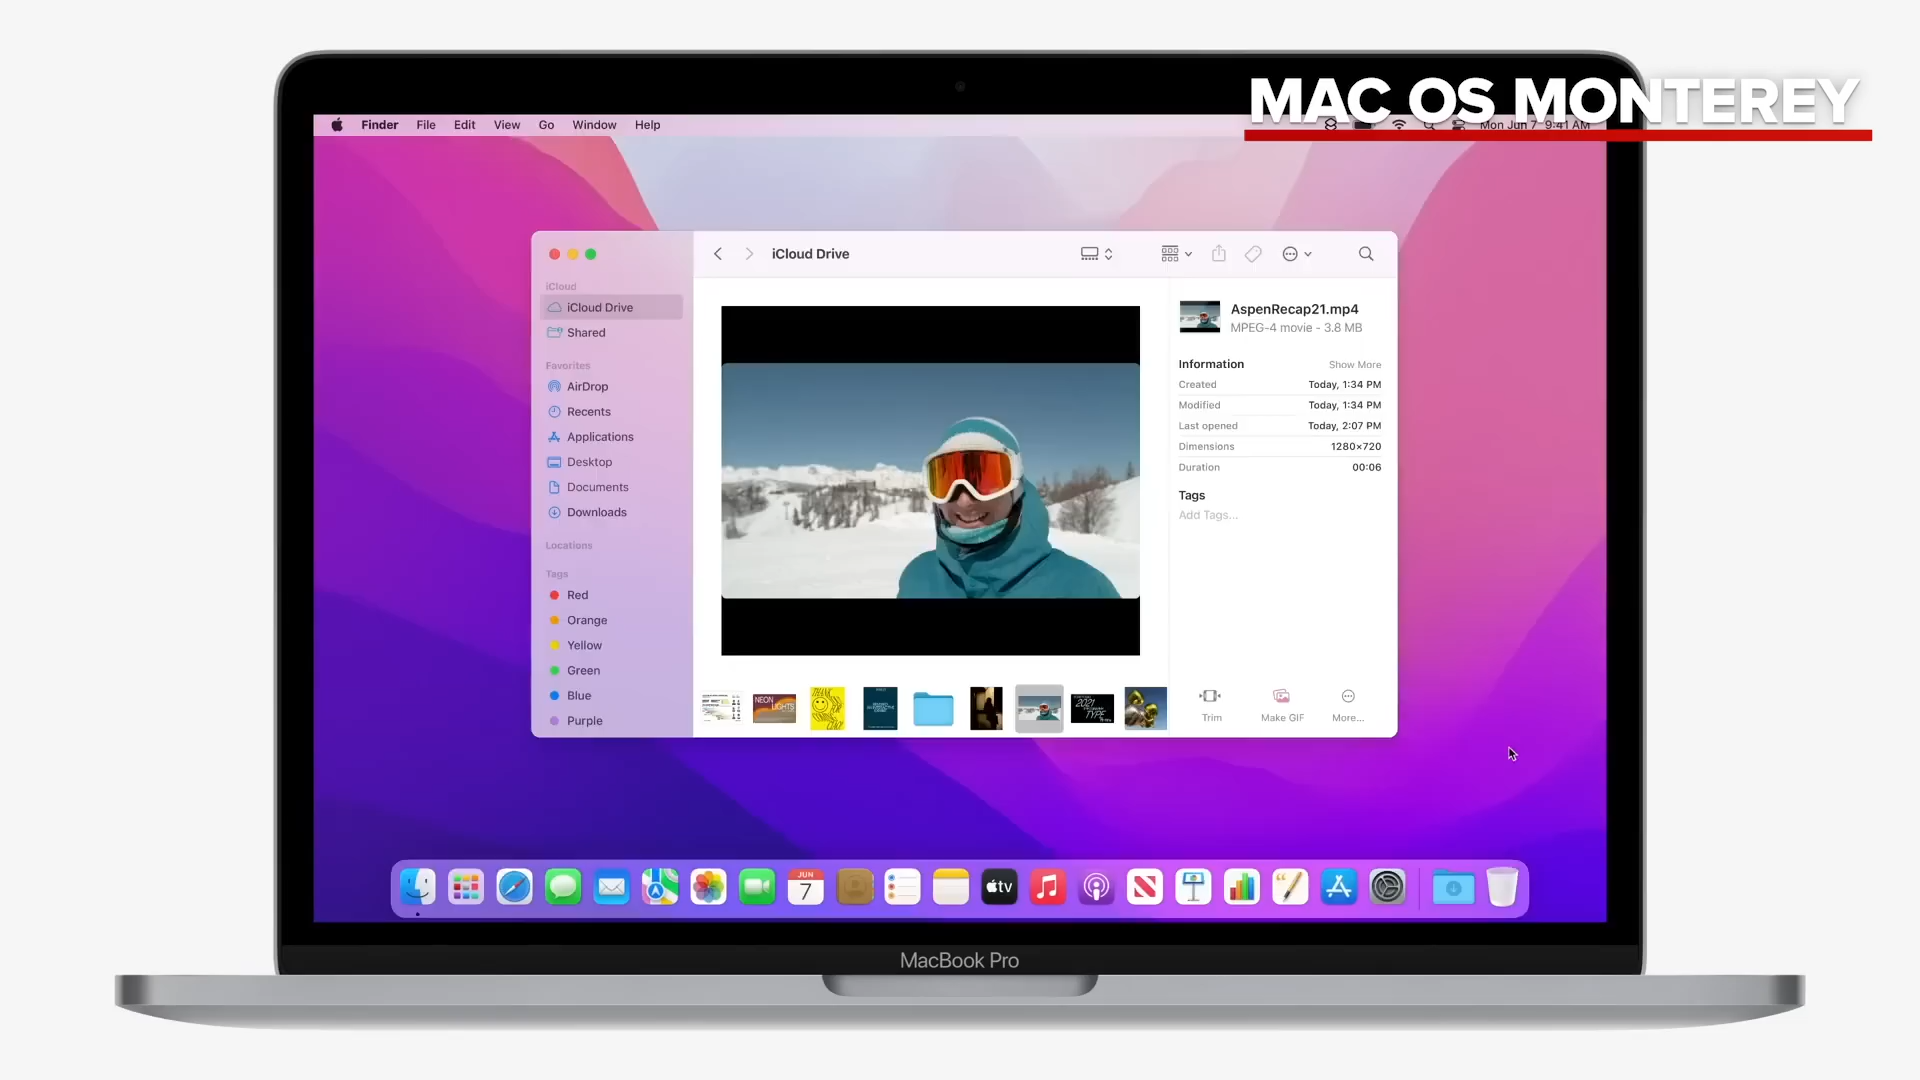 MAC OS MONTEREY
Finder File Edit View Go Window Help
Mon Jun 7 9:41 AM
iCloud Drive
iCloud
iCloud Drive
Shared
Favorites
AirDrop
Recents
Applications
Desktop
Documents
Downloads
Locations
Tags
Red
Orange
Yellow
Green
Blue
Purple
AspenRecap21.mp4
MPEG-4 movie - 3.8 MB
Information Show More
Created Today, 1:34 PM
Modified Today, 1:34 PM
Last opened Today, 2:07 PM
Dimensions 1280×720
Duration 00:06
Tags
Add Tags...
NEON
LIGHTS
2021
TYPE
Trim Make GIF More...
JUN
7
tv
MacBook Pro